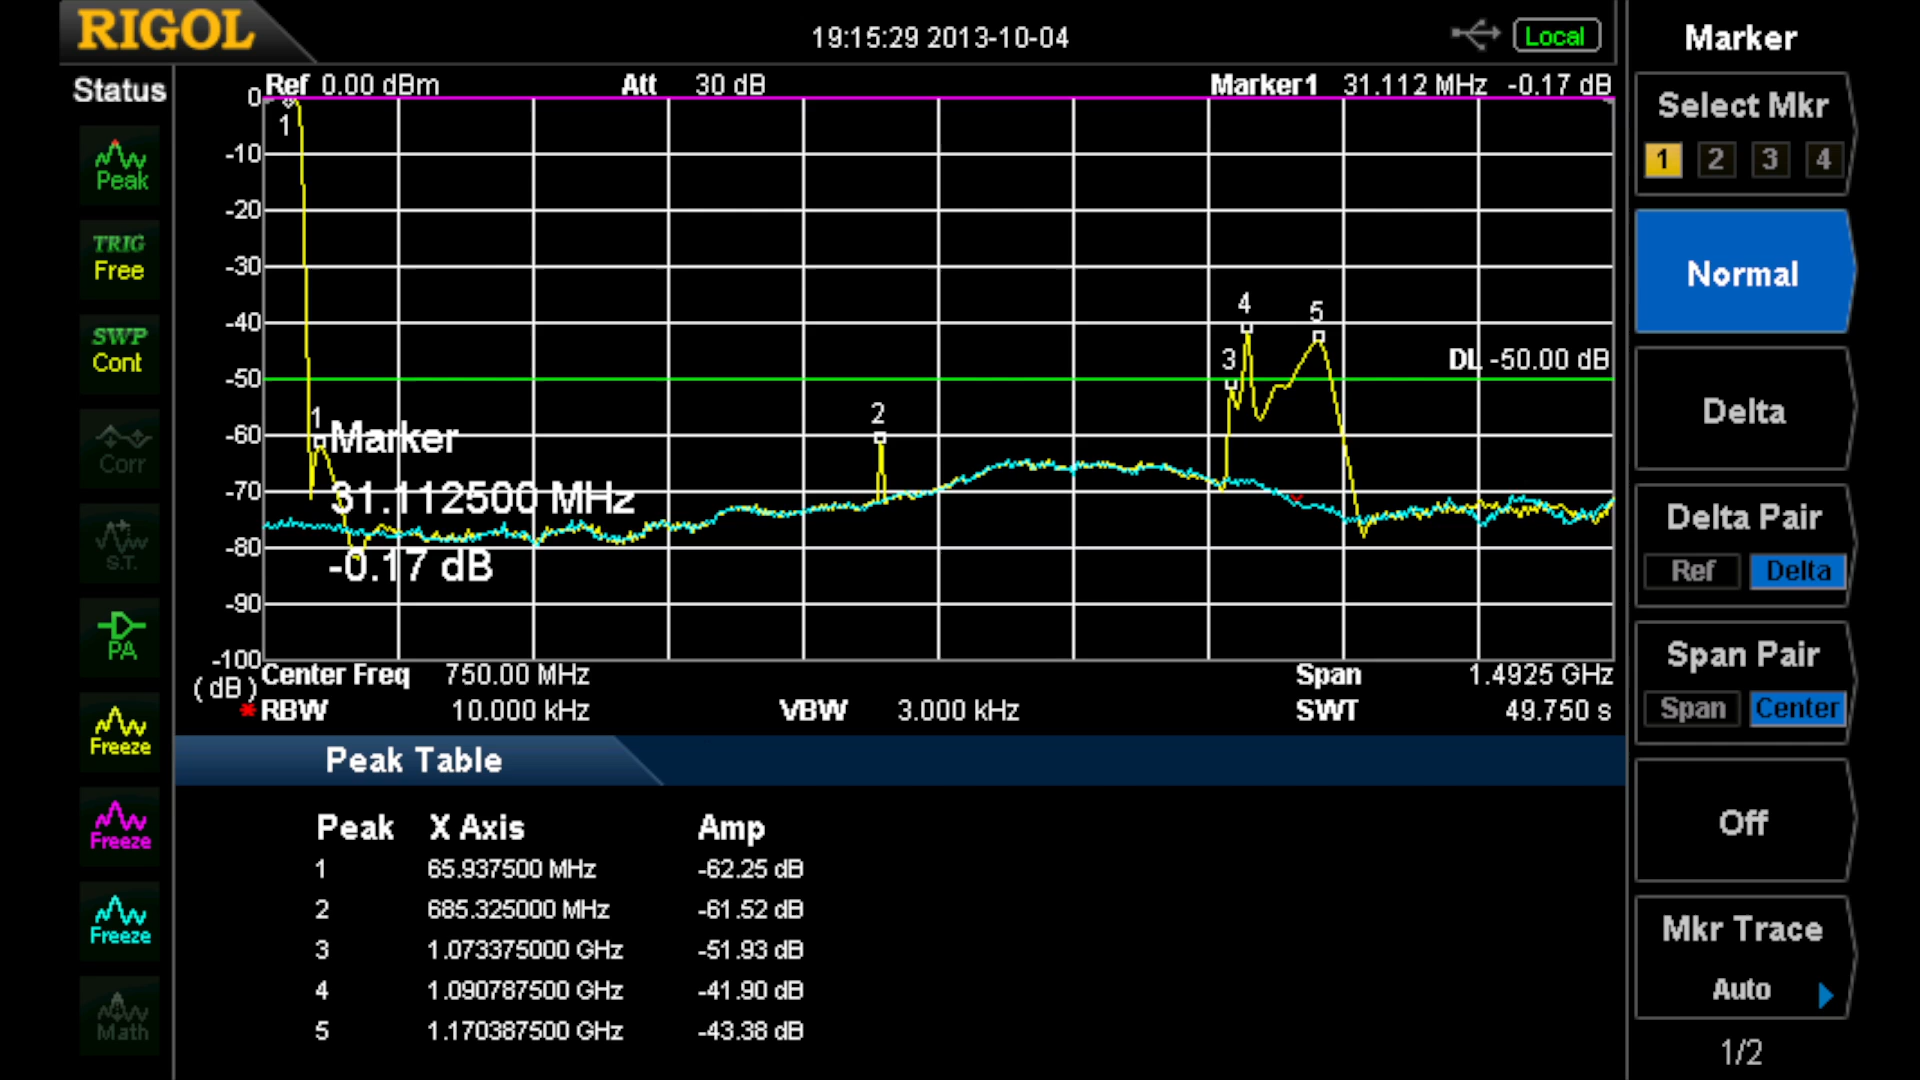 RIGOL
19:15:29 2013-10-04
Local
Status
Peak
TRIG
Free
SWP
Cont
Corr
S.T.
PA
Freeze
Freeze
Freeze
Math
Ref 0.00 dBm Att 30 dB Marker1 31.112 MHz -0.17 dB
0
-10
-20
-30
-40
-50
-60
-70
-80
-90
-100
(dB)
1
4
5
3
DL -50.00 dB
1
2
Marker
31.112500 MHz
-0.17 dB
Center Freq 750.00 MHz Span 1.4925 GHz
*RBW 10.000 kHz VBW 3.000 kHz SWT 49.750 s
Peak Table
Peak X Axis Amp
1 65.937500 MHz -62.25 dB
2 685.325000 MHz -61.52 dB
3 1.073375000 GHz -51.93 dB
4 1.090787500 GHz -41.90 dB
5 1.170387500 GHz -43.38 dB
Marker
Select Mkr
1 2 3 4
Normal
Delta
Delta Pair
Ref Delta
Span Pair
Span Center
Off
Mkr Trace
Auto
1/2